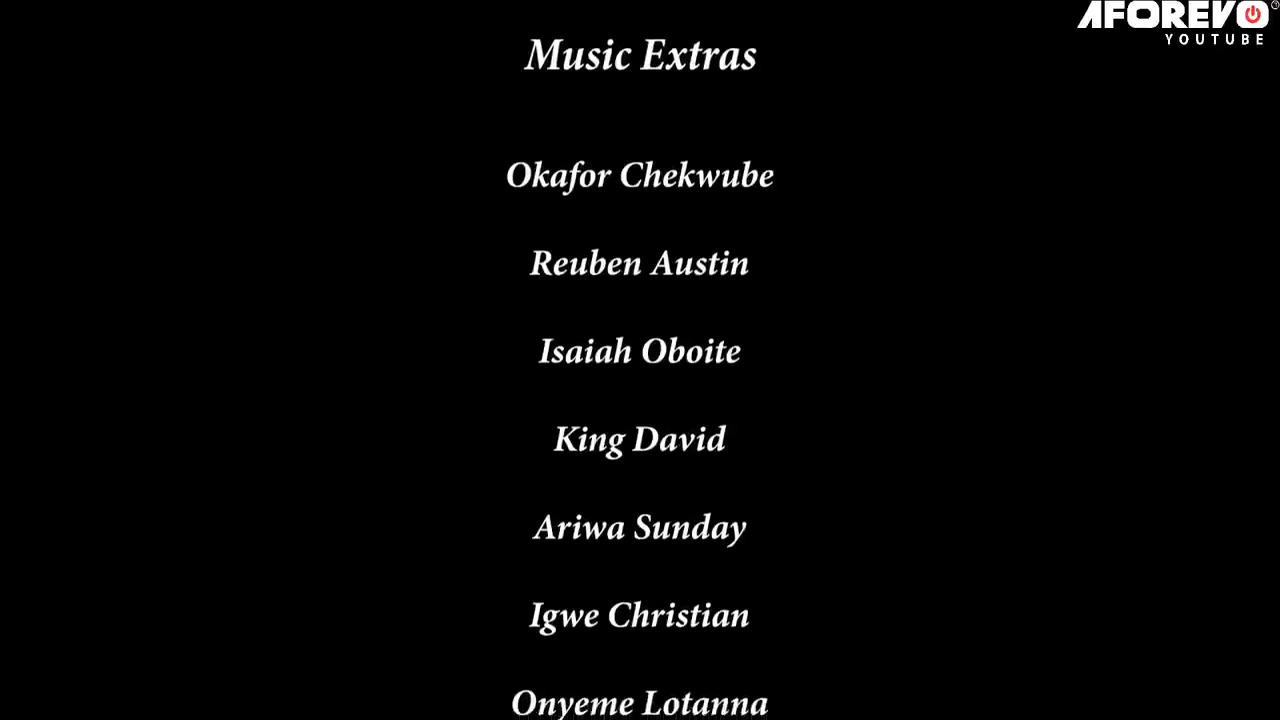 AFOREVO
YOUTUBE
Music Extras
Okafor Chekwube
Reuben Austin
Isaiah Oboite
King David
Ariwa Sunday
Igwe Christian
Onyeme Lotanna